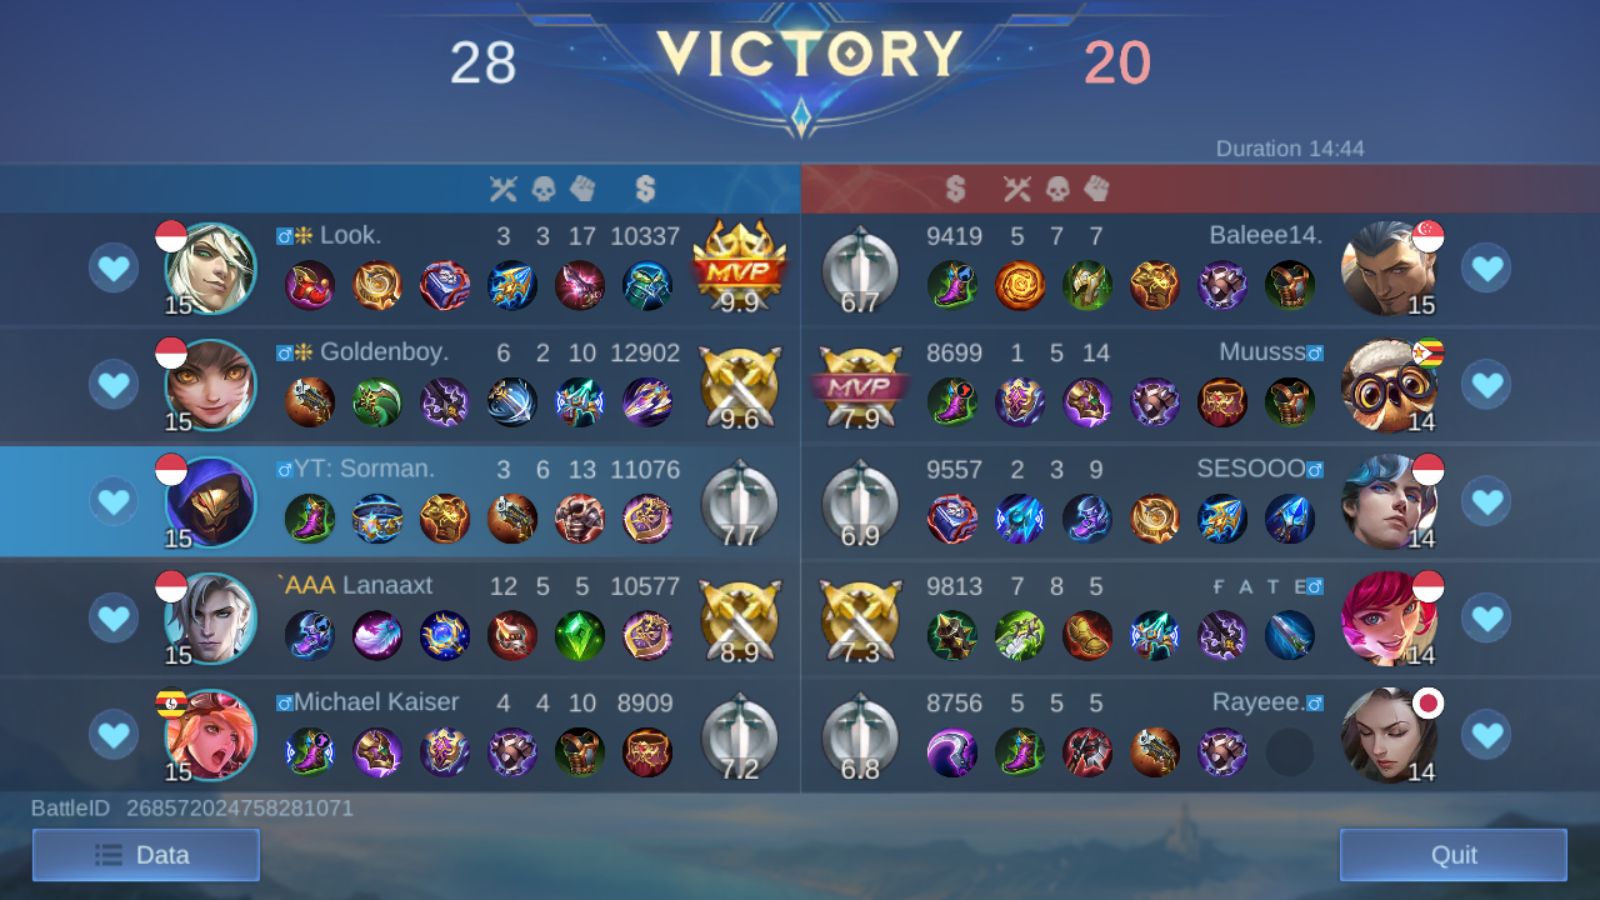 28 VICTORY 20
Duration 14:44
Look. 3 3 17 10337
15 MVP 9.9
9419 5 7 7 Baleee14.
6.7 15
Goldenboy. 6 2 10 12902
15 9.6
8699 1 5 14 Muusss
MVP 7.9 14
YT: Sorman. 3 6 13 11076
15 7.7
9557 2 3 9 SESOOO
6.9 14
`AAA Lanaaxt 12 5 5 10577
15 8.9
9813 7 8 5 ғ A T E
7.3 14
Michael Kaiser 4 4 10 8909
15 7.2
8756 5 5 5 Rayeee.
6.8 14
BattleID 268572024758281071
Data
Quit